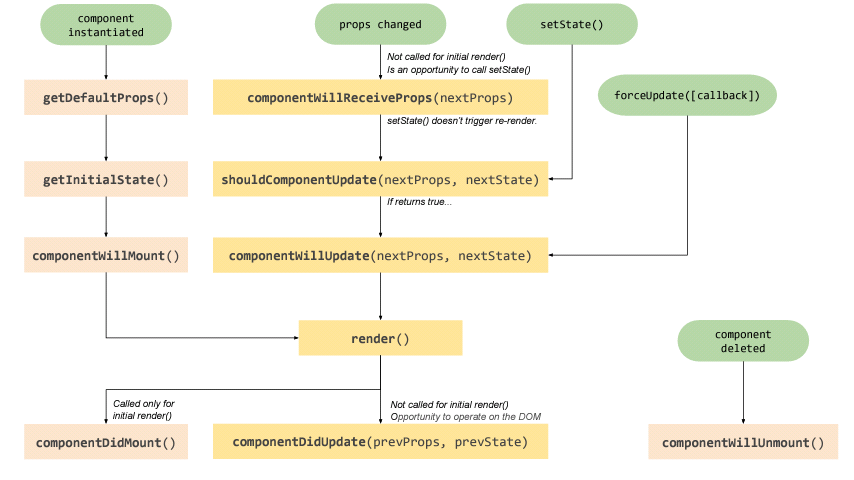 component
instantiated
props changed
setState()
Not called for initial render()
Is an opportunity to call setState()
getDefaultProps()
componentWillReceiveProps(nextProps)
forceUpdate([callback])
setState() doesn't trigger re-render.
getInitialState()
shouldComponentUpdate(nextProps, nextState)
If returns true...
componentWillMount()
componentWillUpdate(nextProps, nextState)
render()
component
deleted
Called only for
initial render()
Not called for initial render()
Opportunity to operate on the DOM
componentDidMount()
componentDidUpdate(prevProps, prevState)
componentWillUnmount()